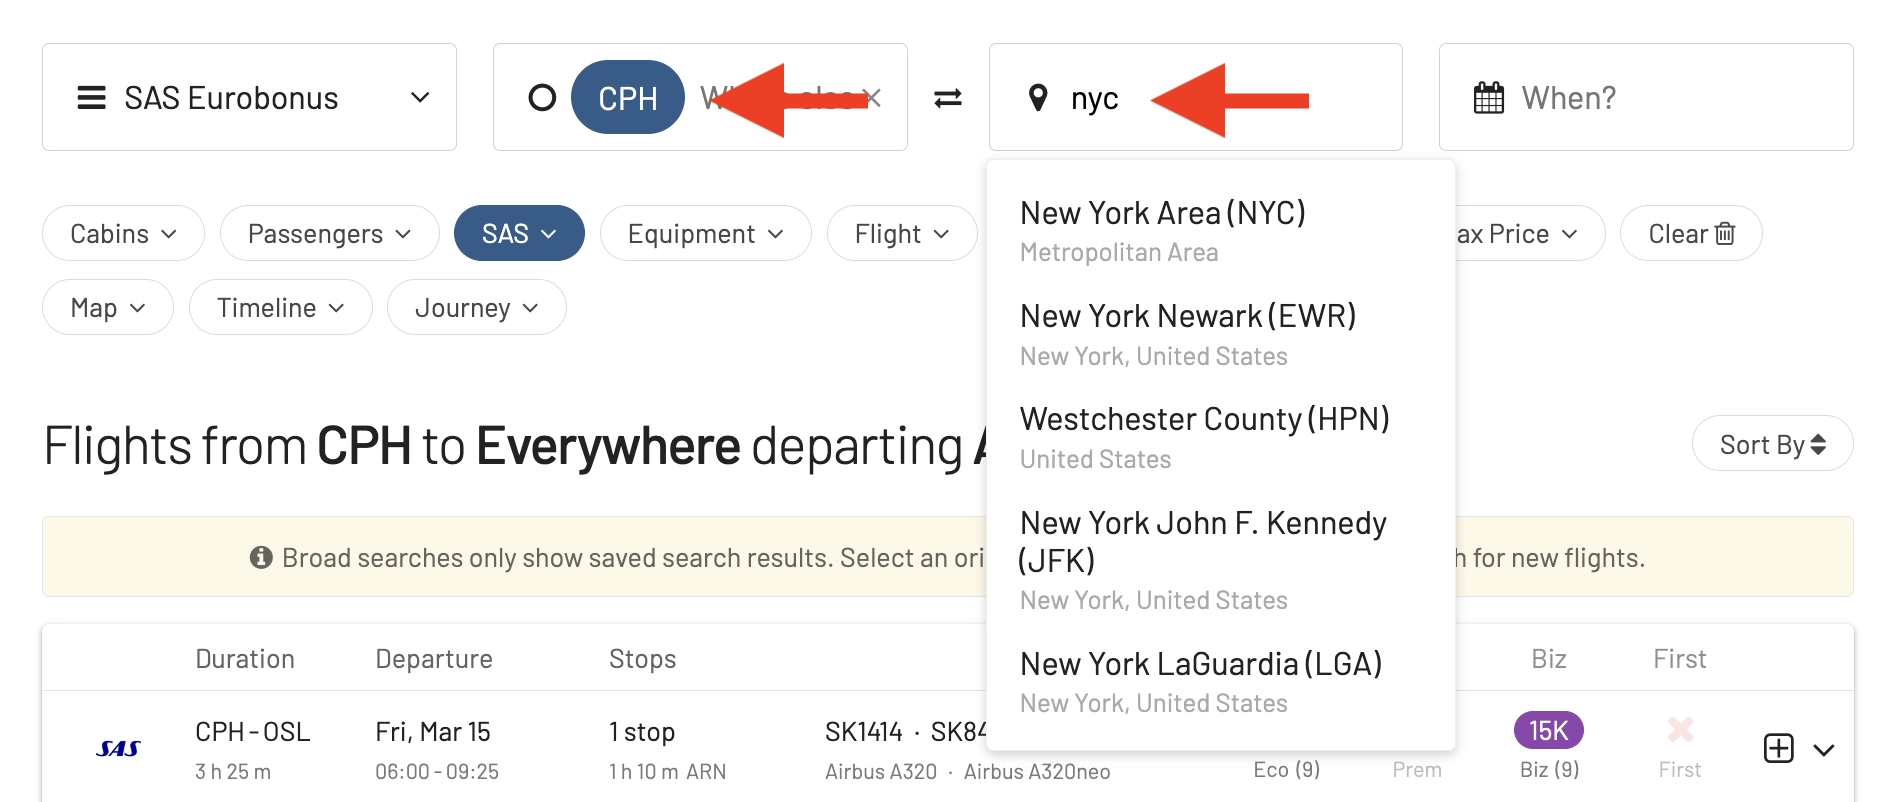 SAS Eurobonus
CPH
nyc
When?
Cabins
Passengers
SAS
Equipment
Flight
ax Price
Clear
Map
Timeline
Journey
New York Area (NYC)
Metropolitan Area
New York Newark (EWR)
New York, United States
Westchester County (HPN)
United States
New York John F. Kennedy
(JFK)
New York, United States
New York LaGuardia (LGA)
New York, United States
Flights from CPH to Everywhere departing
Sort By
Broad searches only show saved search results. Select an ori
h for new flights.
Duration Departure Stops Biz First
SAS
CPH - OSL Fri, Mar 15 1 stop SK1414 · SK84 15K
3 h 25 m 06:00 - 09:25 1 h 10 m ARN Airbus A320 · Airbus A320neo Eco (9) Prem Biz (9) First